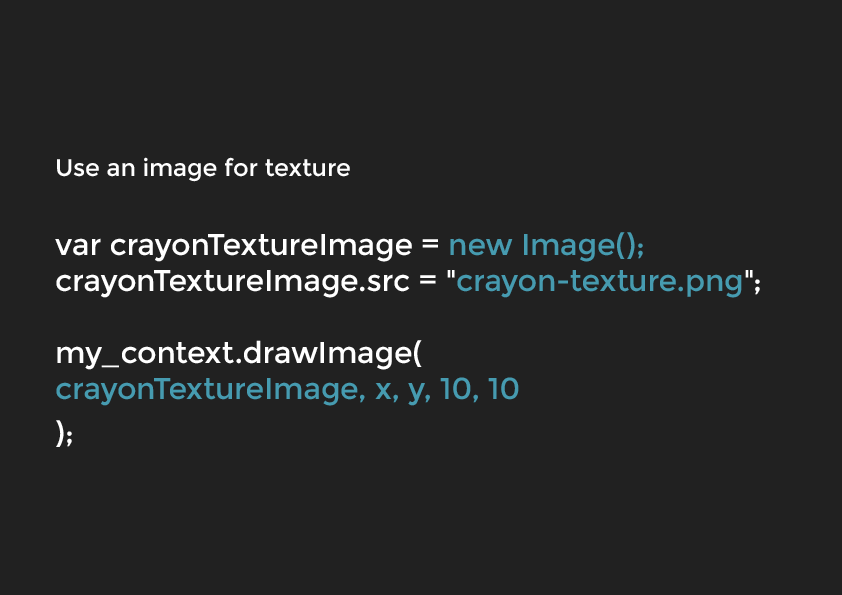 Use an image for texture
var crayonTextureImage = new Image();
crayonTextureImage.src = "crayon-texture.png";
my_context.drawImage(
crayonTextureImage, x, y, 10, 10
);